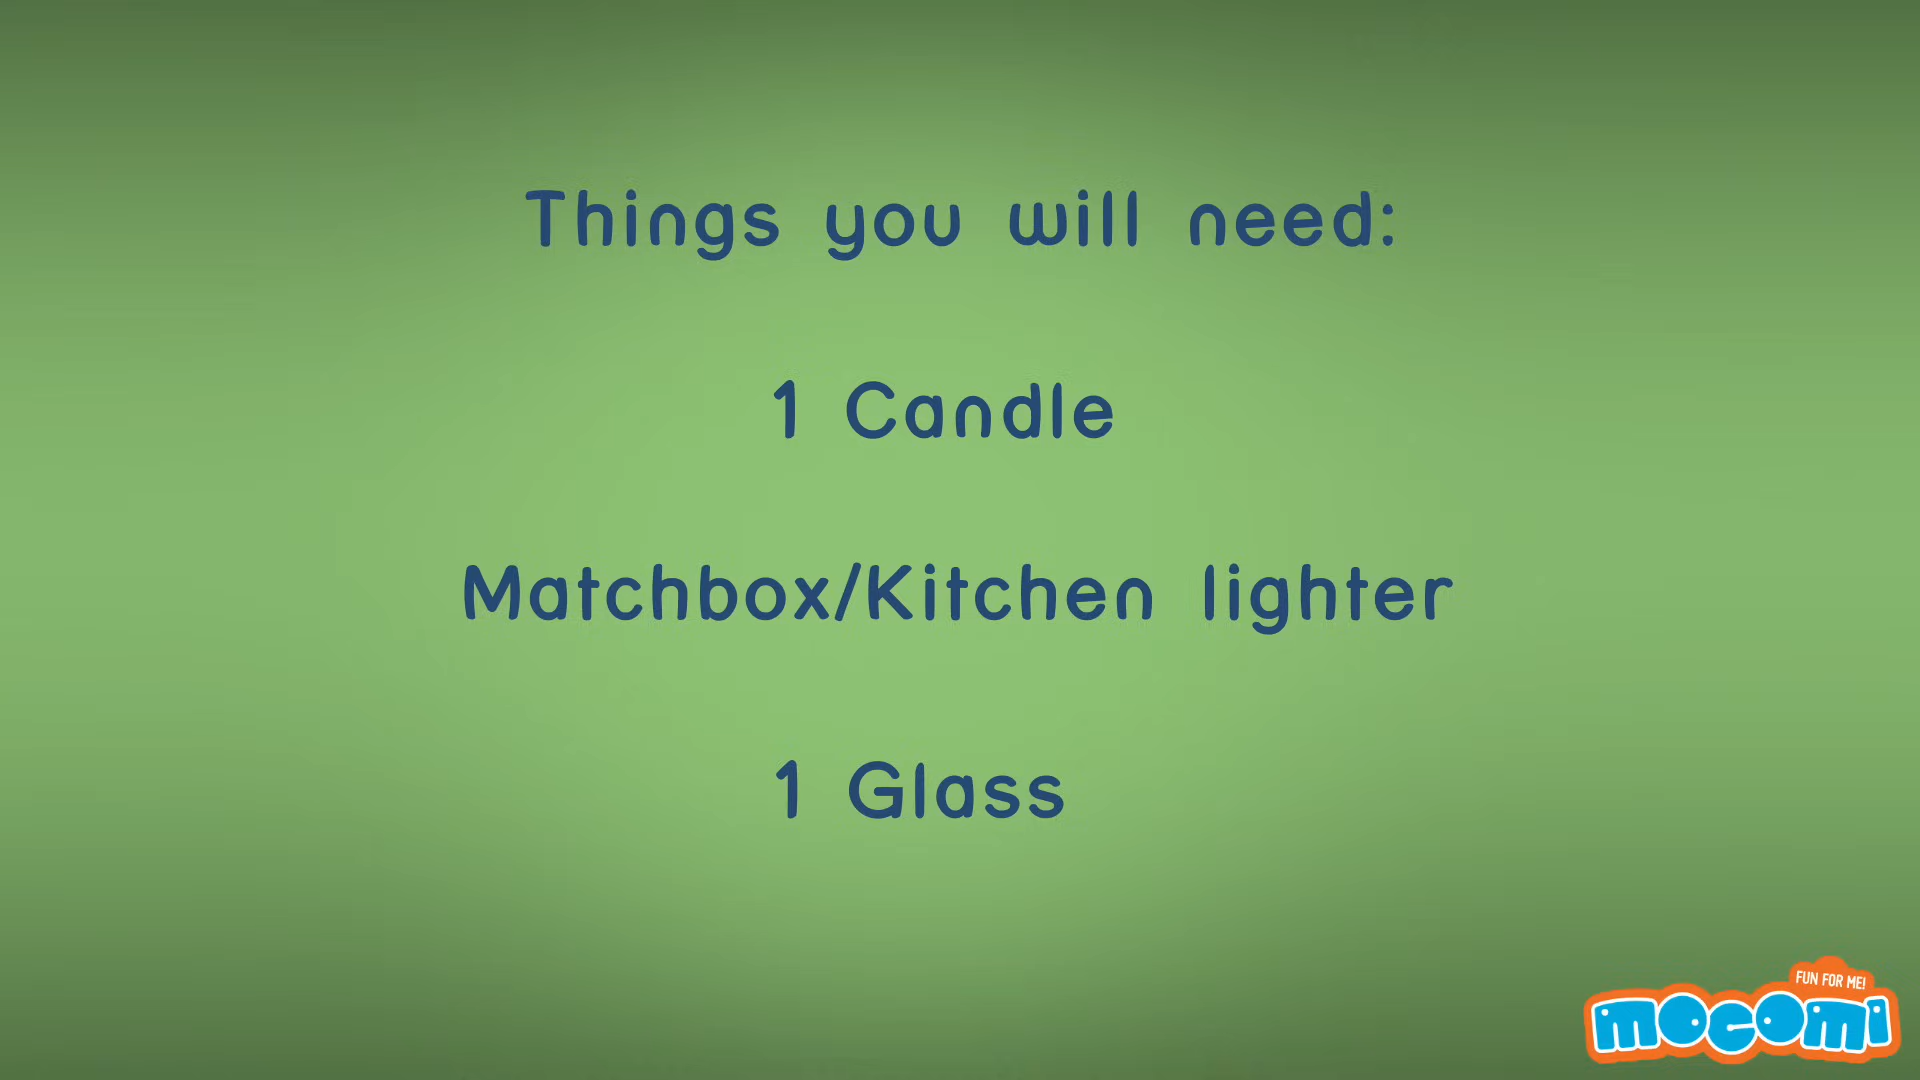 Things you will need:
1 Candle
Matchbox/Kitchen lighter
1 Glass
FUN FOR ME!
mocomi